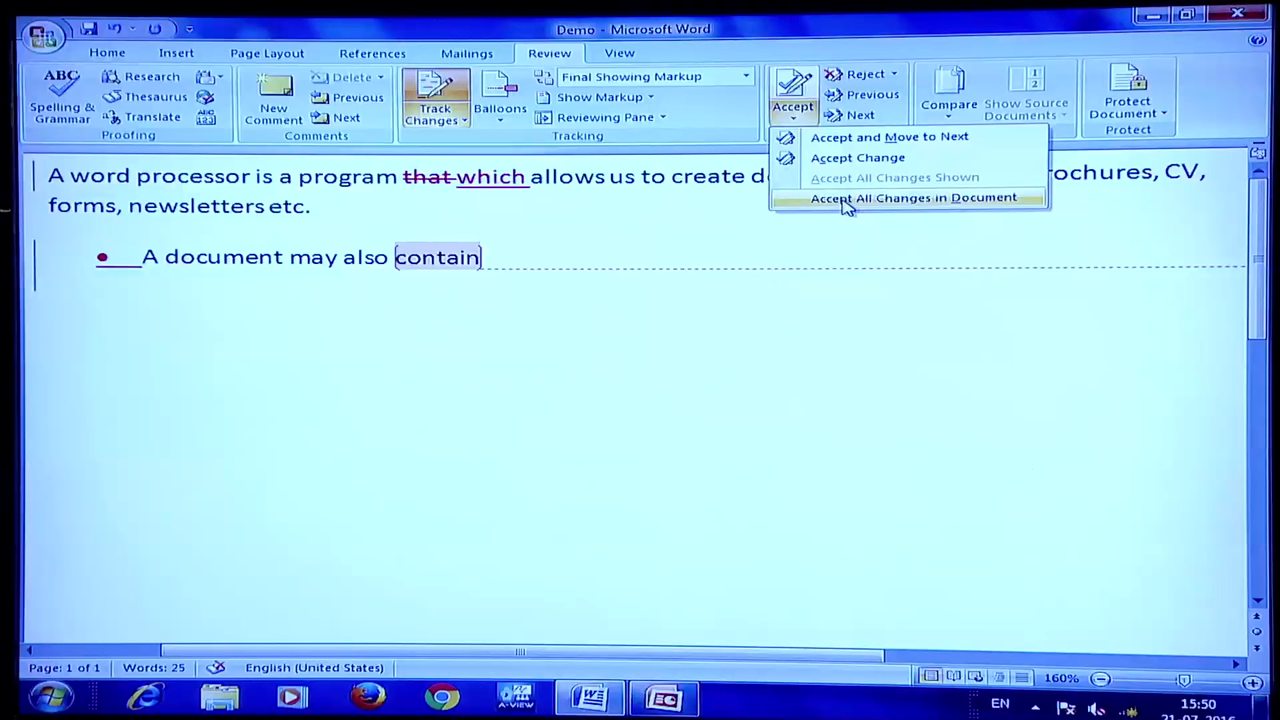 Demo - Microsoft Word
Home Insert Page Layout References Mailings Review View
ABC Spelling & Grammar
Research
Thesaurus
Translate
Proofing
New Comment
Delete
Previous
Next
Comments
Track Changes
Balloons
Final Showing Markup
Show Markup
Reviewing Pane
Tracking
Accept
Reject
Previous
Next
Compare
Show Source Documents
Protect Document
Protect
Accept and Move to Next
Accept Change
Accept All Changes Shown
Accept All Changes in Document
A word processor is a program that which allows us to create rochures, CV,
forms, newsletters etc.
• A document may also contain
Page: 1 of 1 Words: 25 English (United States) 160%
A-VIEW
EN
15:50